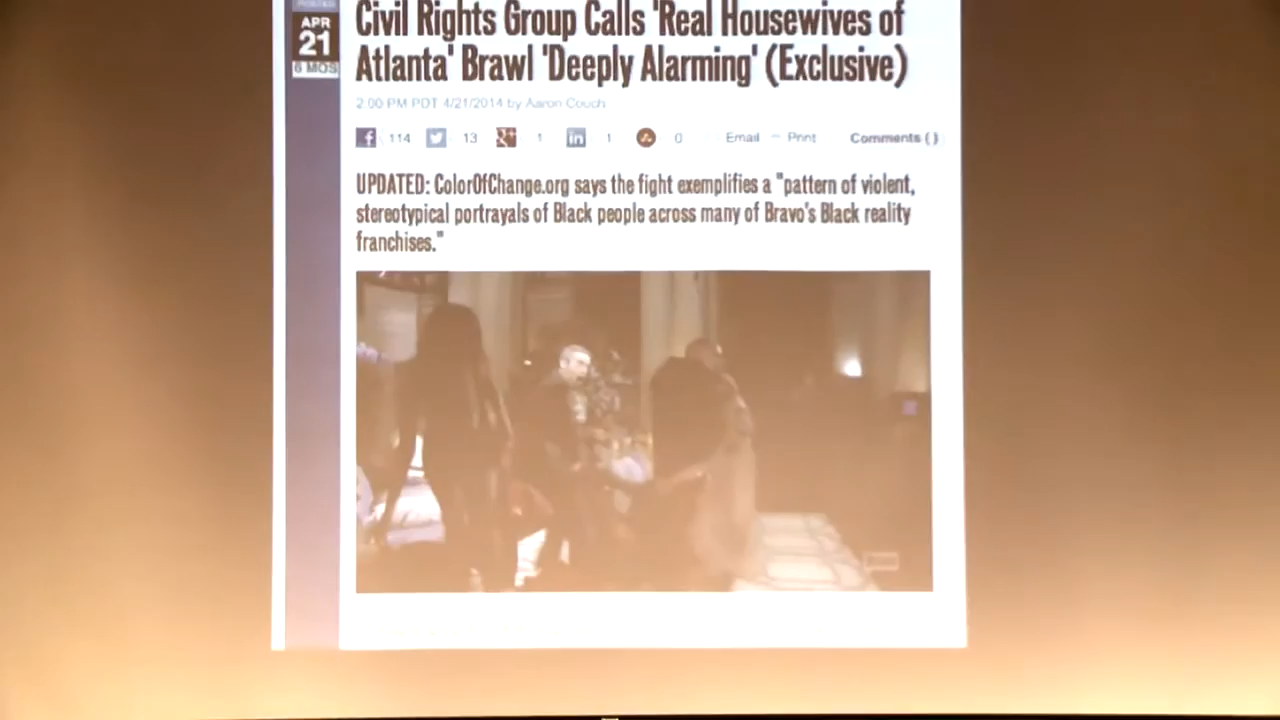 POSTED
APR
21
6 MOS
Civil Rights Group Calls 'Real Housewives of
Atlanta' Brawl 'Deeply Alarming' (Exclusive)
2:00 PM PDT 4/21/2014 by Aaron Couch
f 114 13 g+ 1 in 1 0 Email Print Comments ( )
UPDATED: ColorOfChange.org says the fight exemplifies a "pattern of violent,
stereotypical portrayals of Black people across many of Bravo's Black reality
franchises."